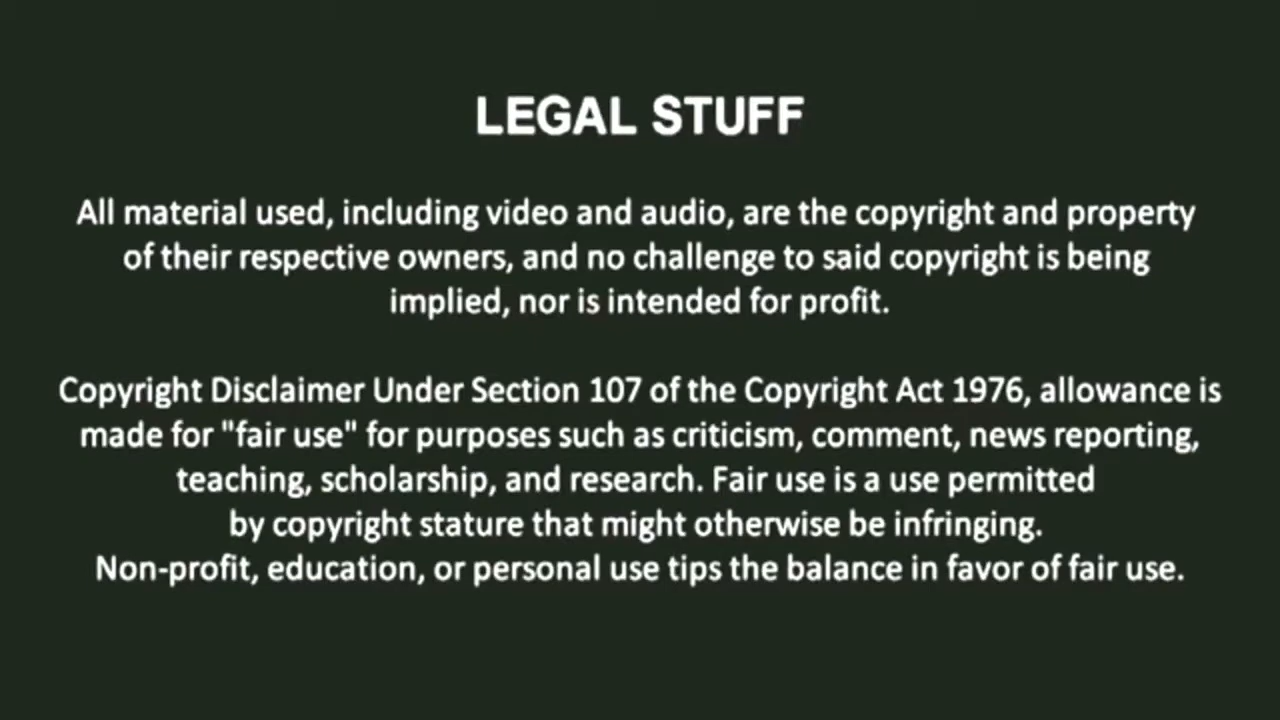 LEGAL STUFF
All material used, including video and audio, are the copyright and property
of their respective owners, and no challenge to said copyright is being
implied, nor is intended for profit.
Copyright Disclaimer Under Section 107 of the Copyright Act 1976, allowance is
made for "fair use" for purposes such as criticism, comment, news reporting,
teaching, scholarship, and research. Fair use is a use permitted
by copyright stature that might otherwise be infringing.
Non-profit, education, or personal use tips the balance in favor of fair use.